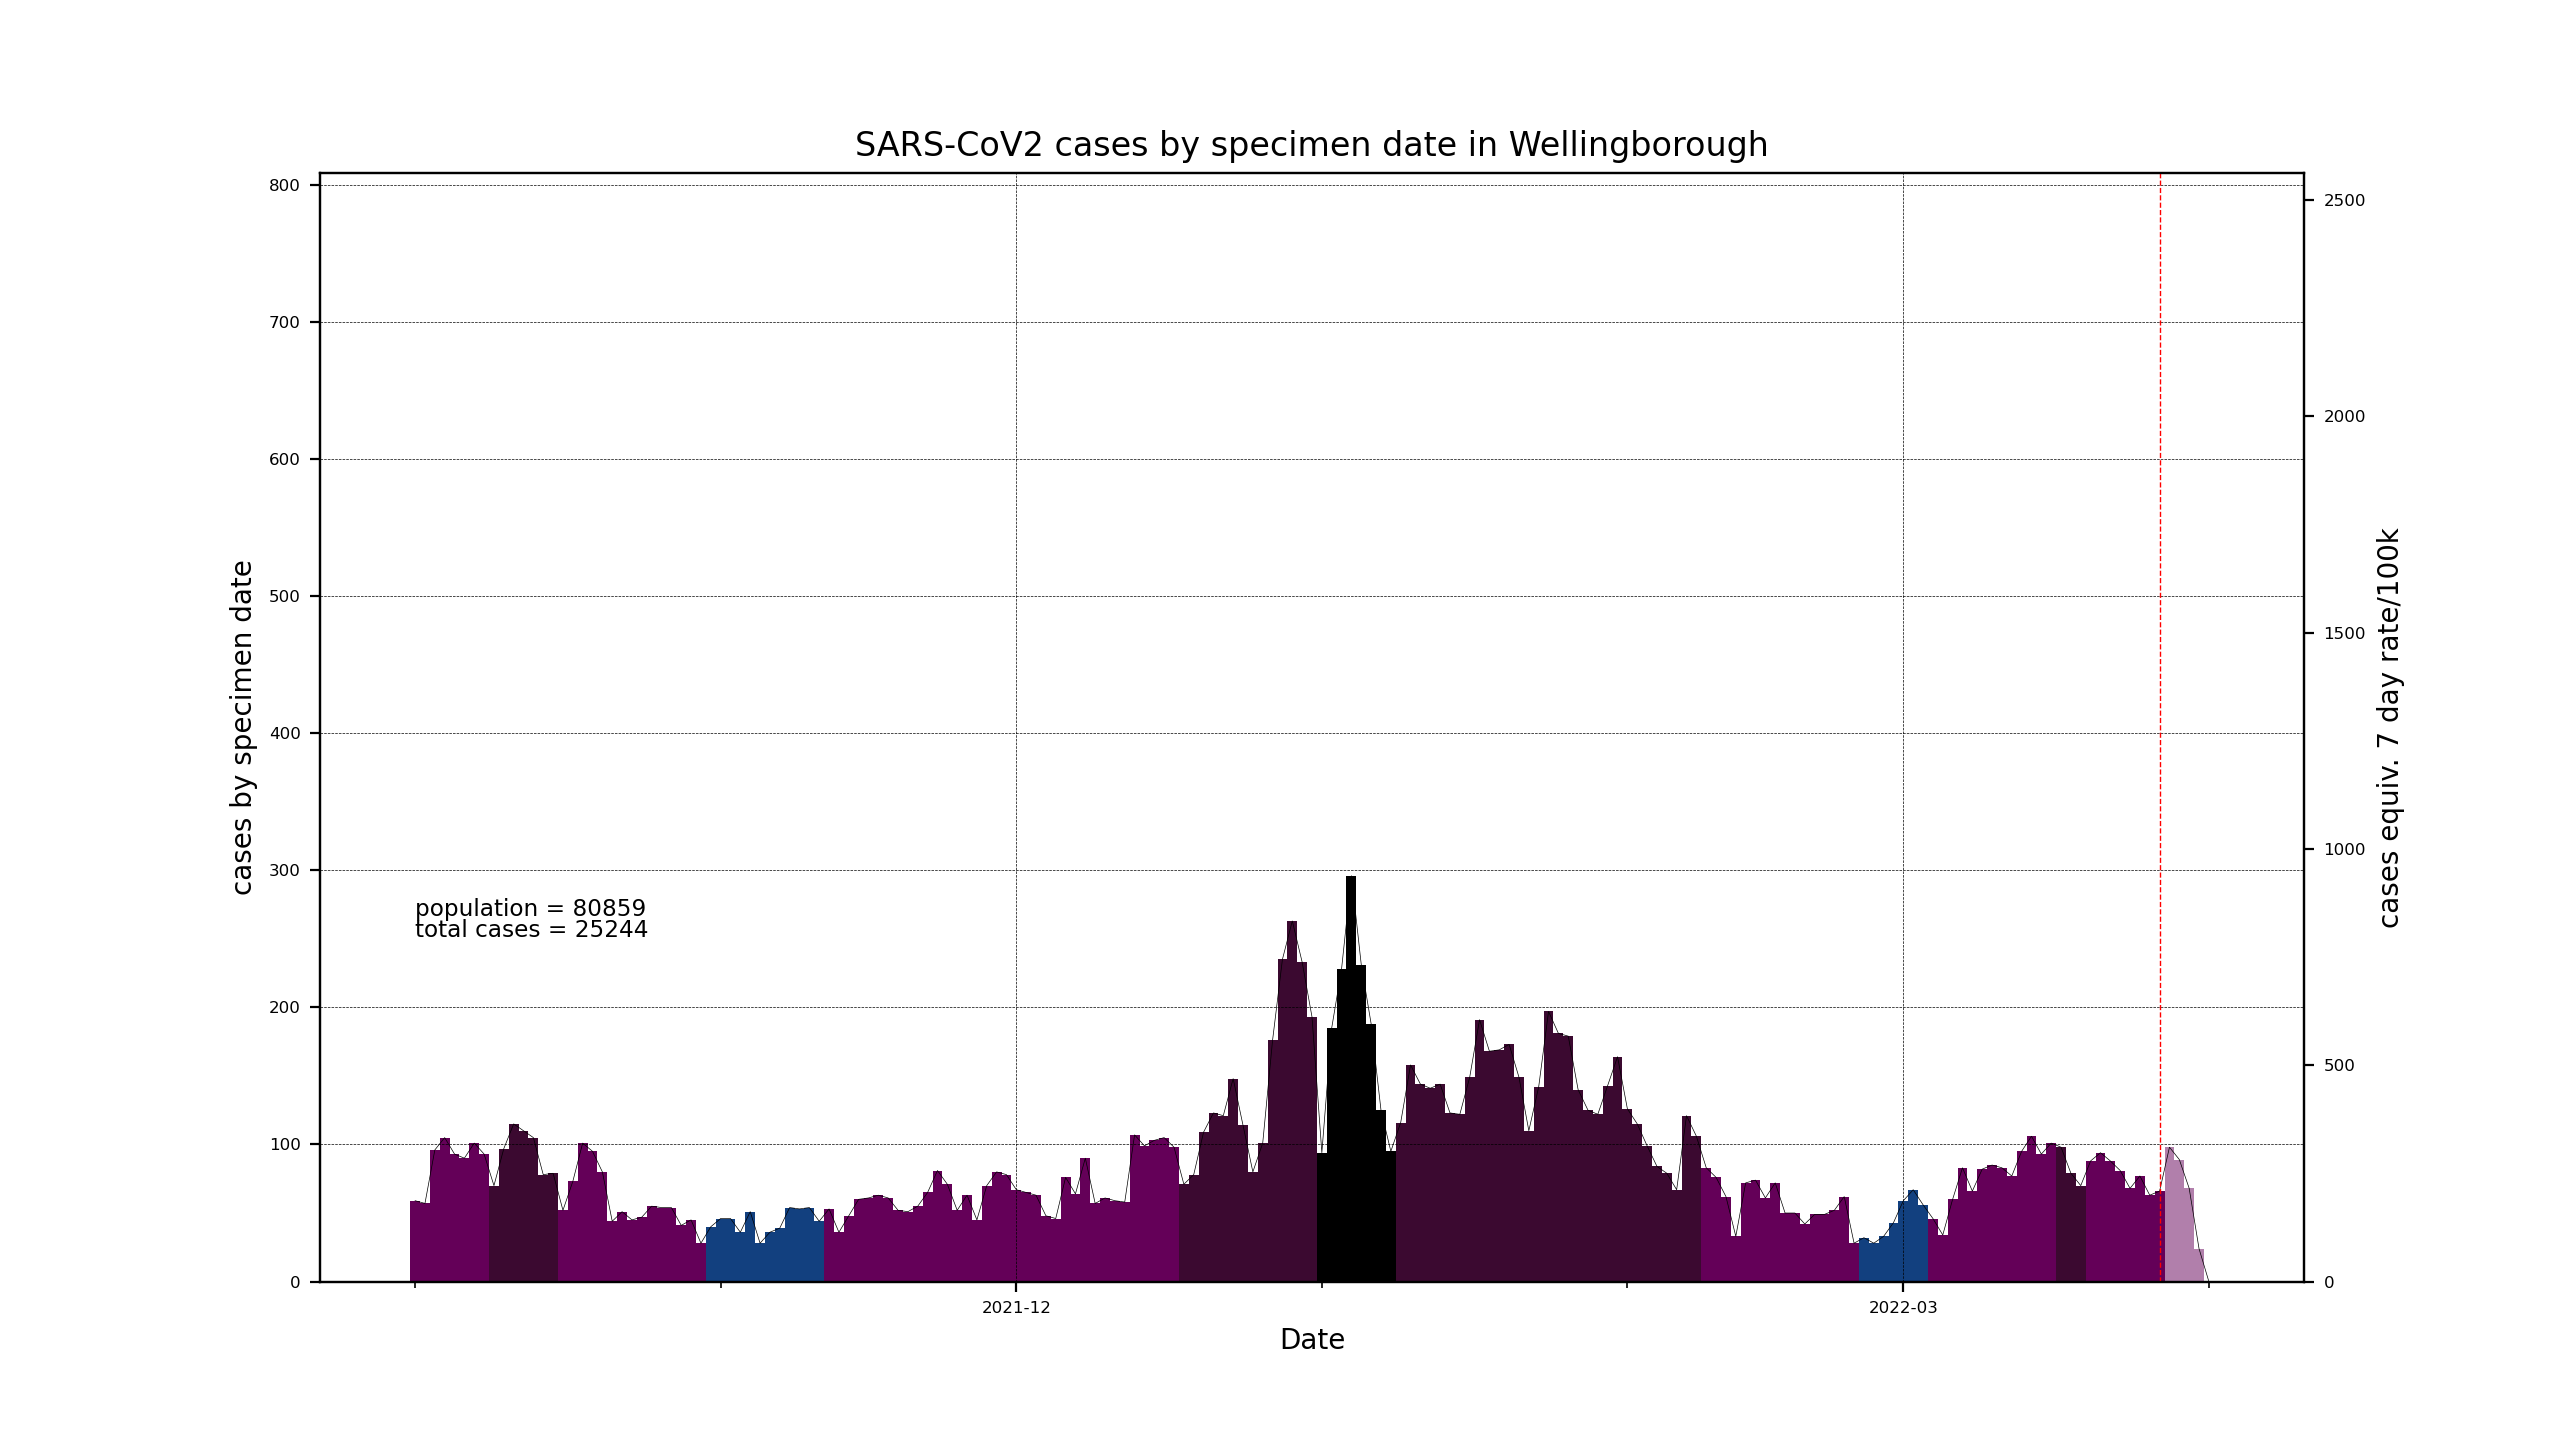 SARS-CoV2 cases by specimen date in Wellingborough
800
700
600
500
400
300
200
100
0
cases by specimen date
population = 80859
total cases = 25244
2500
2000
1500
1000
500
0
cases equiv. 7 day rate/100k
2021-12
2022-03
Date